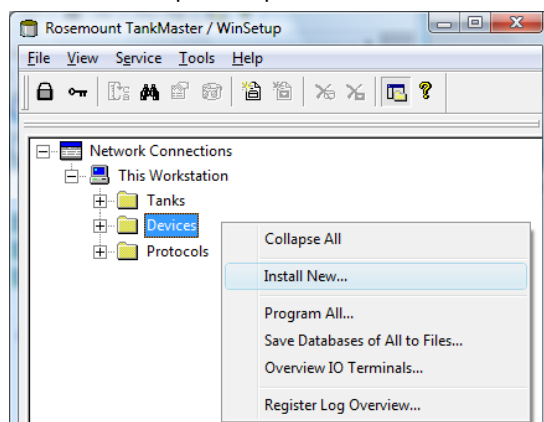 Rosemount TankMaster / WinSetup
File View Service Tools Help
Network Connections
This Workstation
Tanks
Devices
Protocols
Collapse All
Install New...
Program All...
Save Databases of All to Files...
Overview IO Terminals...
Register Log Overview...